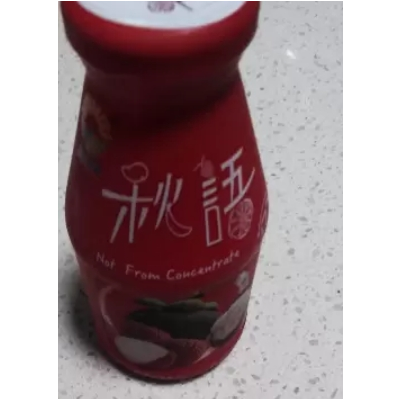 秋語
Not From Concentrate